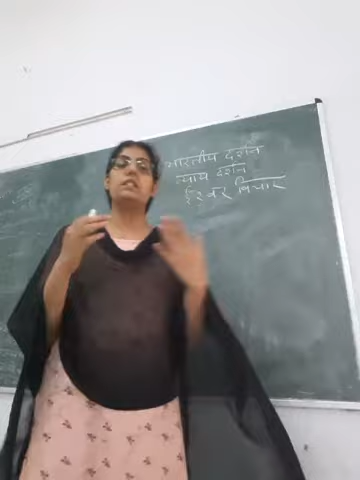 भारतीय दर्शन
न्याय दर्शन
ईश्वर विचार